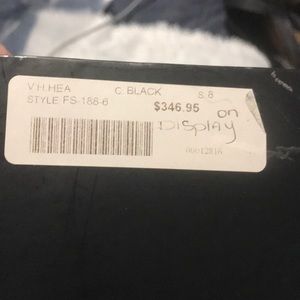 V.H.HEA C. BLACK S. 8
STYLE FS-188-6 $346.95
on
DISPLAY